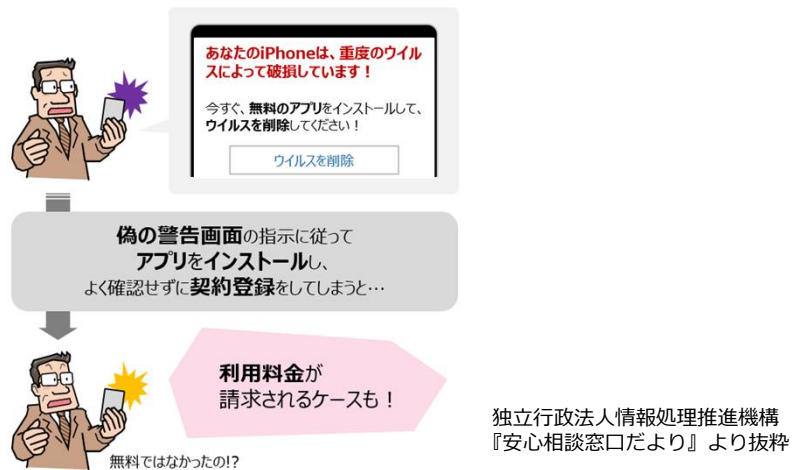 あなたのiPhoneは、重度のウイル
スによって破損しています！
今すぐ、無料のアプリをインストールして、
ウイルスを削除してください！
ウイルスを削除
偽の警告画面の指示に従って
アプリをインストールし、
よく確認せずに契約登録をしてしまうと…
利用料金が
請求されるケースも！
無料ではなかったの!?
独立行政法人情報処理推進機構
『安心相談窓口だより』より抜粋